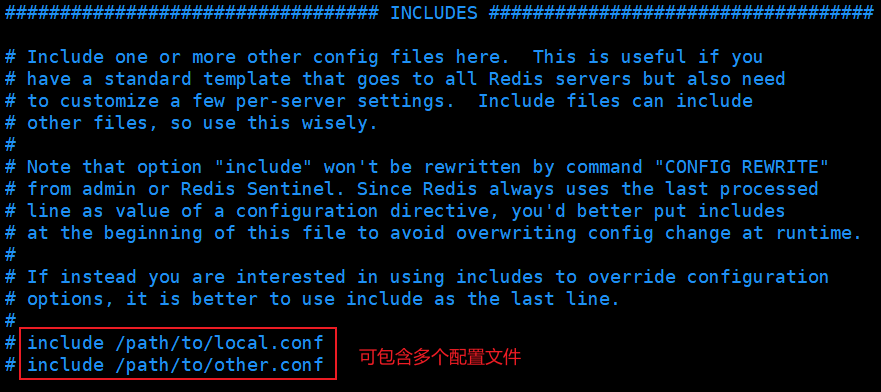 ################################## INCLUDES ###################################
# Include one or more other config files here.  This is useful if you
# have a standard template that goes to all Redis servers but also need
# to customize a few per-server settings.  Include files can include
# other files, so use this wisely.
#
# Note that option "include" won't be rewritten by command "CONFIG REWRITE"
# from admin or Redis Sentinel. Since Redis always uses the last processed
# line as value of a configuration directive, you'd better put includes
# at the beginning of this file to avoid overwriting config change at runtime.
#
# If instead you are interested in using includes to override configuration
# options, it is better to use include as the last line.
#
# include /path/to/local.conf
# include /path/to/other.conf
可包含多个配置文件